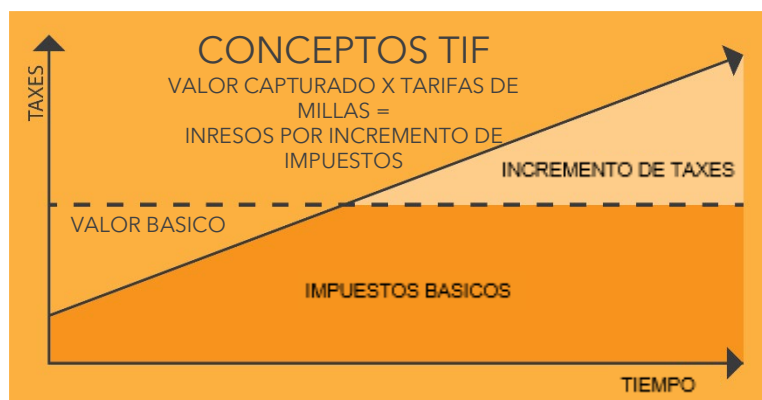 CONCEPTOS TIF
VALOR CAPTURADO X TARIFAS DE
MILLAS =
INRESOS POR INCREMENTO DE
IMPUESTOS
TAXES
INCREMENTO DE TAXES
VALOR BASICO
IMPUESTOS BASICOS
TIEMPO